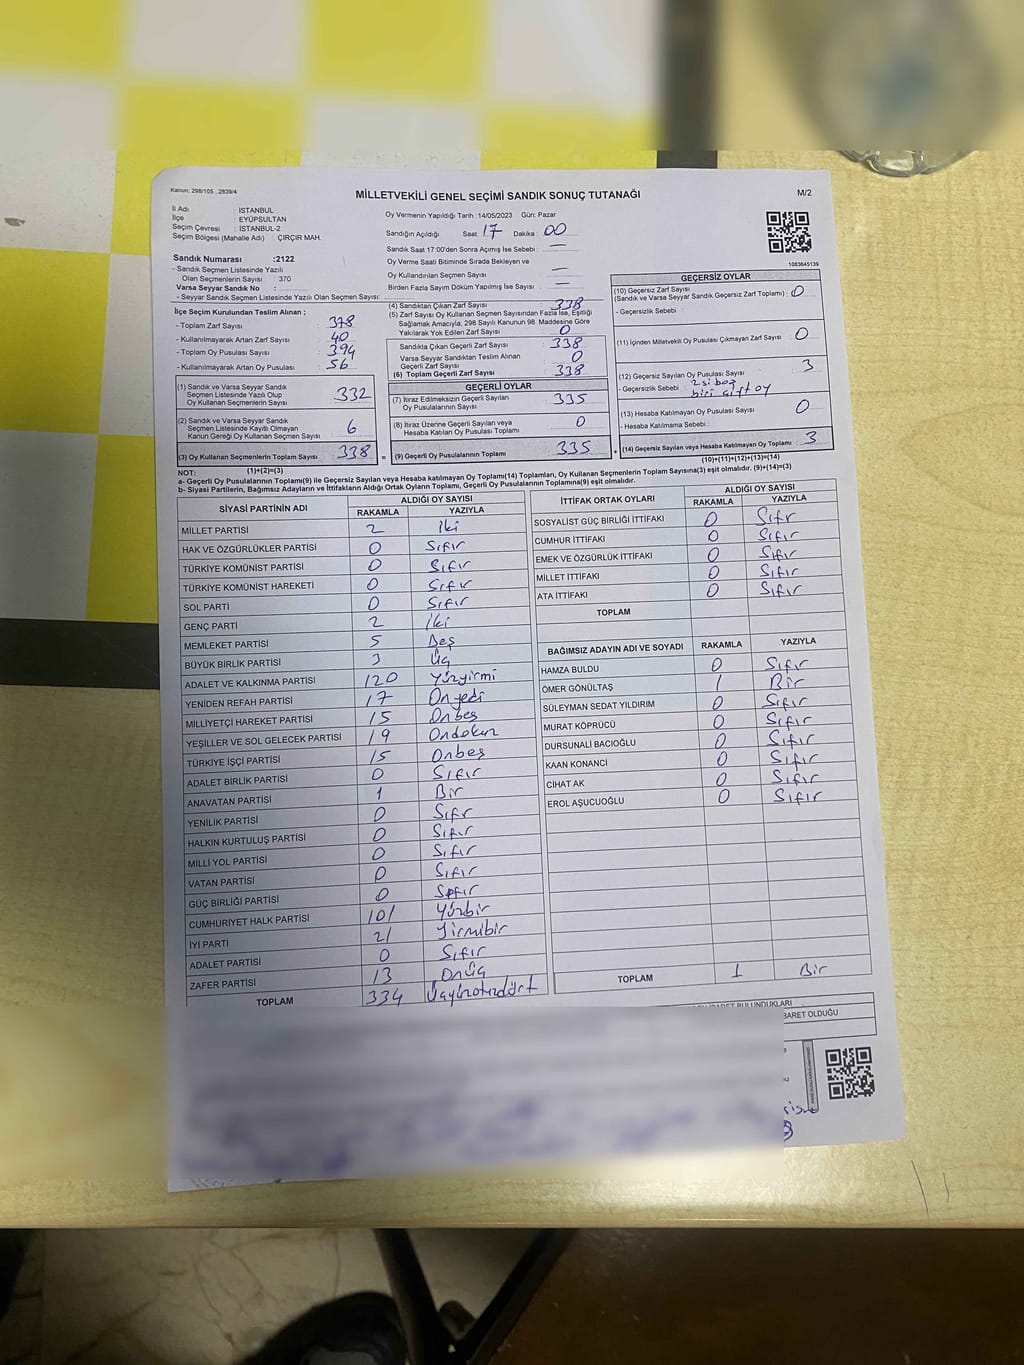 Kanun: 298/105 , 2839/4
MİLLETVEKİLİ GENEL SEÇİMİ SANDIK SONUÇ TUTANAĞI
M/2
İl Adı : İSTANBUL
İlçe : EYÜPSULTAN
Seçim Çevresi : İSTANBUL-2
Seçim Bölgesi (Mahalle Adı) : ÇIRÇIR MAH.
Sandık Numarası :2122
- Sandık Seçmen Listesinde Yazılı
Olan Seçmenlerin Sayısı : 370
Varsa Seyyar Sandık No :
- Seyyar Sandık Seçmen Listesinde Yazılı Olan Seçmen Sayısı:
Oy Vermenin Yapıldığı Tarih :14/05/2023 Gün: Pazar
Sandığın Açıldığı Saat : 17 Dakika : 00
Sandık Saat 17:00'den Sonra Açımış İse Sebebi : —
Oy Verme Saati Bitiminde Sırada Bekleyen ve
Oy Kullandırılan Seçmen Sayısı : —
Birden Fazla Sayım Döküm Yapılmış İse Sayısı : —
1083645139
İlçe Seçim Kurulundan Teslim Alınan ;
- Toplam Zarf Sayısı : 378
- Kullanılmayarak Artan Zarf Sayısı : 40
- Toplam Oy Pusulası Sayısı : 394
- Kullanılmayarak Artan Oy Pusulası : 56
(1) Sandık ve Varsa Seyyar Sandık
Seçmen Listesinde Yazılı Olup
Oy Kullanan Seçmenlerin Sayısı : 332
(2) Sandık ve Varsa Seyyar Sandık
Seçmen Listesinde Kayıtlı Olmayan
Kanun Gereği Oy Kullanan Seçmen Sayısı : 6
(3) Oy Kullanan Seçmenlerin Toplam Sayısı : 338 =
(1)+(2)=(3)
(4) Sandıktan Çıkan Zarf Sayısı : 338
(5) Zarf Sayısı Oy Kullanan Seçmen Sayısından Fazla İse, Eşitliği
Sağlamak Amacıyla, 298 Sayılı Kanunun 98. Maddesine Göre
Yakılarak Yok Edilen Zarf Sayısı : 0
Sandıkta Çıkan Geçerli Zarf Sayısı : 338
Varsa Seyyar Sandıktan Teslim Alınan
Geçerli Zarf Sayısı : 0
(6) Toplam Geçerli Zarf Sayısı : 338
GEÇERLİ OYLAR
(7) İtiraz Edilmeksizin Geçerli Sayılan
Oy Pusulalarının Sayısı : 335
(8) İtiraz Üzerine Geçerli Sayılan veya
Hesaba Katılan Oy Pusulası Toplamı : 0
(9) Geçerli Oy Pusulalarının Toplamı : 335 +
GEÇERSİZ OYLAR
(10) Geçersiz Zarf Sayısı
(Sandık ve Varsa Seyyar Sandık Geçersiz Zarf Toplamı) : 0
- Geçersizlik Sebebi :
(11) İçinden Milletvekili Oy Pusulası Çıkmayan Zarf Sayısı : 0
(12) Geçersiz Sayılan Oy Pusulası Sayısı : 3
- Geçersizlik Sebebi : 2si boş
biri çift oy
(13) Hesaba Katılmayan Oy Pusulası Sayısı : 0
- Hesaba Katılmama Sebebi :
(14) Geçersiz Sayılan veya Hesaba Katılmayan Oy Toplamı : 3
(10)+(11)+(12)+(13)=(14)
NOT:
a- Geçerli Oy Pusulalarının Toplamı(9) ile Geçersiz Sayılan veya Hesaba Katılmayan Oy Toplamı(14) Toplamları, Oy Kullanan Seçmenlerin Toplam Sayısına(3) eşit olmalıdır. (9)+(14)=(3)
b- Siyasi Partilerin, Bağımsız Adayların ve İttifakların Aldığı Ortak Oyların Toplamı, Geçerli Oy Pusulalarının Toplamına(9) eşit olmalıdır.
SİYASİ PARTİNİN ADI ALDIĞI OY SAYISI
RAKAMLA YAZIYLA
MİLLET PARTİSİ 2 İki
HAK VE ÖZGÜRLÜKLER PARTİSİ 0 Sıfır
TÜRKİYE KOMÜNİST PARTİSİ 0 Sıfır
TÜRKİYE KOMÜNİST HAREKETİ 0 Sıfır
SOL PARTİ 0 Sıfır
GENÇ PARTİ 2 İki
MEMLEKET PARTİSİ 5 Beş
BÜYÜK BİRLİK PARTİSİ 3 Üç
ADALET VE KALKINMA PARTİSİ 120 Yüzyirmi
YENİDEN REFAH PARTİSİ 17 Onyedi
MİLLİYETÇİ HAREKET PARTİSİ 15 Onbeş
YEŞİLLER VE SOL GELECEK PARTİSİ 19 Ondokuz
TÜRKİYE İŞÇİ PARTİSİ 15 Onbeş
ADALET BİRLİK PARTİSİ 0 Sıfır
ANAVATAN PARTİSİ 1 Bir
YENİLİK PARTİSİ 0 Sıfır
HALKIN KURTULUŞ PARTİSİ 0 Sıfır
MİLLİ YOL PARTİSİ 0 Sıfır
VATAN PARTİSİ 0 Sıfır
GÜÇ BİRLİĞİ PARTİSİ 0 Sıfır
CUMHURİYET HALK PARTİSİ 101 Yüzbir
İYİ PARTİ 21 Yirmibir
ADALET PARTİSİ 0 Sıfır
ZAFER PARTİSİ 13 Onüç
TOPLAM 334 Üçyüzotuzdört
İTTİFAK ORTAK OYLARI ALDIĞI OY SAYISI
RAKAMLA YAZIYLA
SOSYALİST GÜÇ BİRLİĞİ İTTİFAKI 0 Sıfır
CUMHUR İTTİFAKI 0 Sıfır
EMEK VE ÖZGÜRLÜK İTTİFAKI 0 Sıfır
MİLLET İTTİFAKI 0 Sıfır
ATA İTTİFAKI 0 Sıfır
TOPLAM
BAĞIMSIZ ADAYIN ADI VE SOYADI RAKAMLA YAZIYLA
HAMZA BULDU 0 Sıfır
ÖMER GÖNÜLTAŞ 1 Bir
SÜLEYMAN SEDAT YILDIRIM 0 Sıfır
MURAT KÖPRÜCÜ 0 Sıfır
DURSUNALİ BACIOĞLU 0 Sıfır
KAAN KONANCİ 0 Sıfır
CİHAT AK 0 Sıfır
EROL AŞUCUOĞLU 0 Sıfır
TOPLAM 1 Bir
BULUNDUKLARI
BARET OLDUĞU